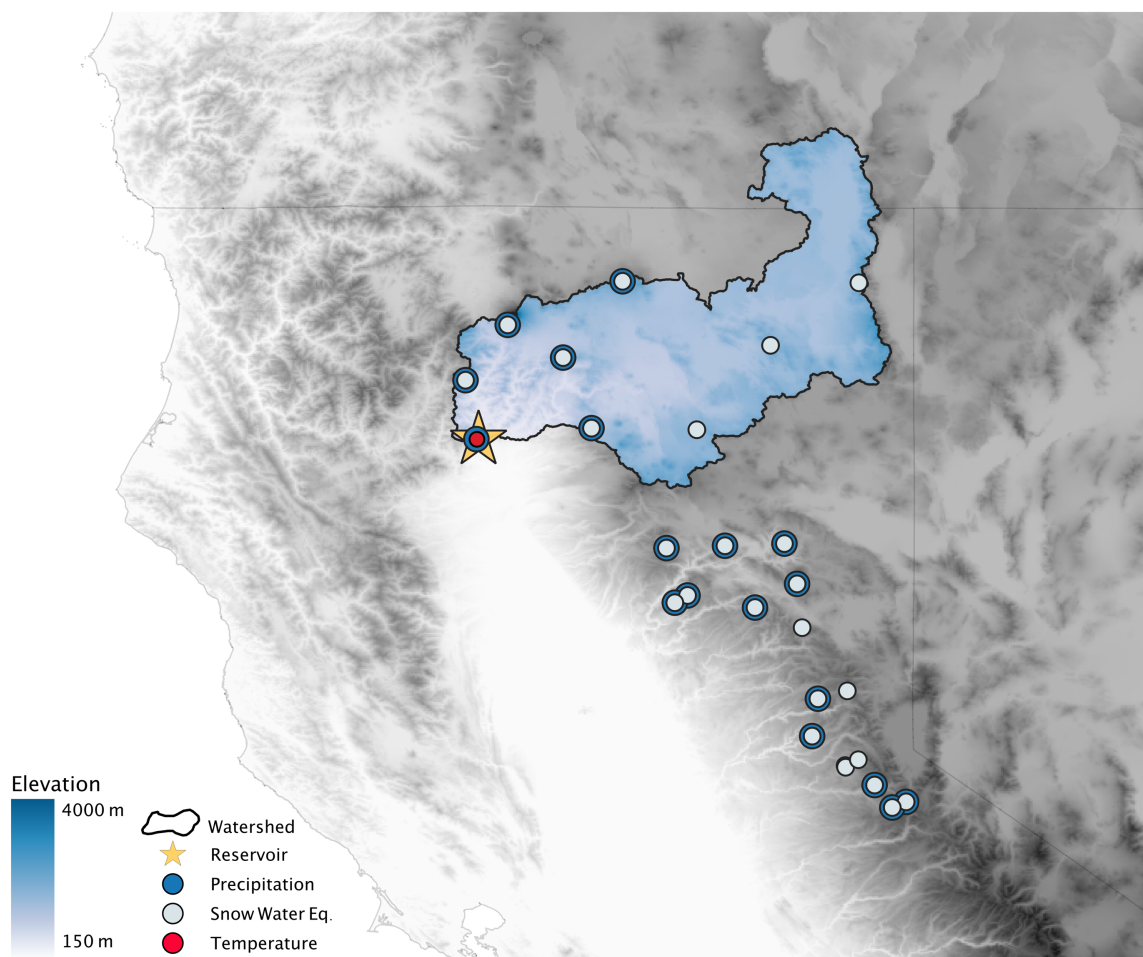 Elevation
4000 m
150 m
Watershed
Reservoir
Precipitation
Snow Water Eq.
Temperature